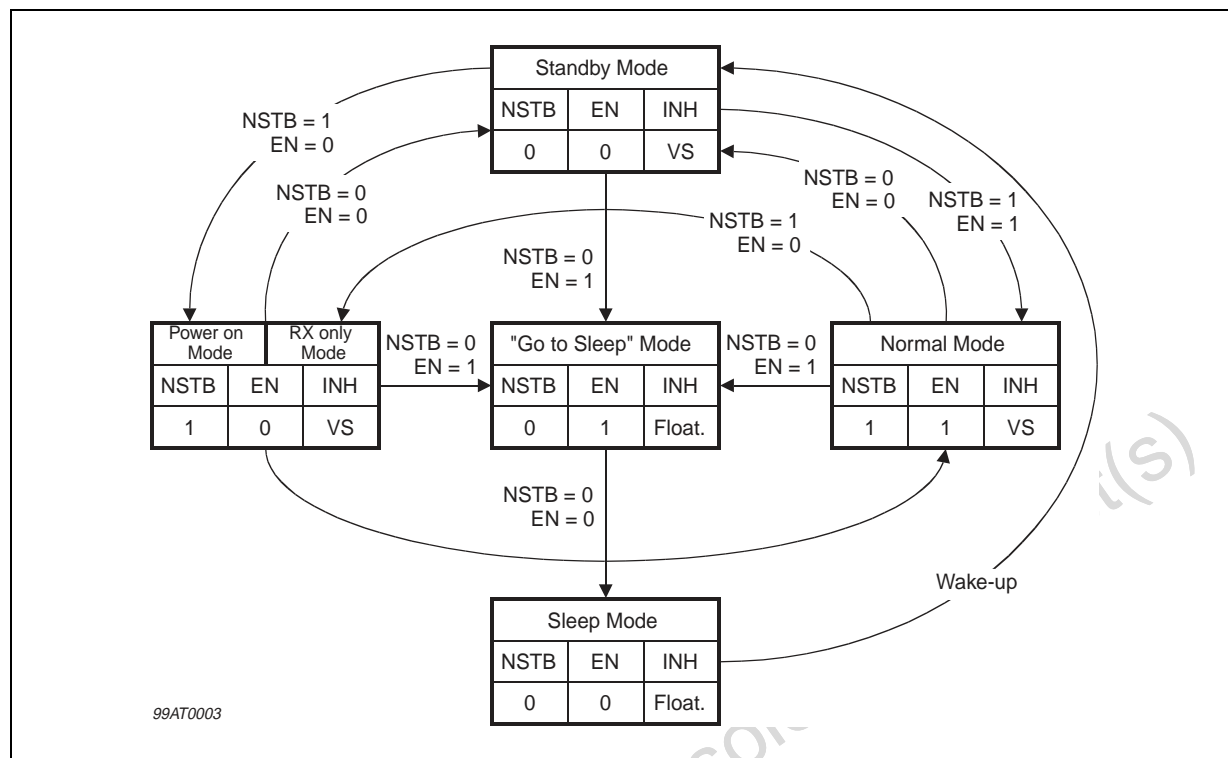 Standby Mode
NSTB EN INH
0 0 VS
NSTB = 1
EN = 0
NSTB = 0
EN = 0
NSTB = 0
EN = 0
NSTB = 1
EN = 1
NSTB = 1
EN = 0
NSTB = 0
EN = 1
Power on
Mode
RX only
Mode
NSTB EN INH
1 0 VS
NSTB = 0
EN = 1
"Go to Sleep" Mode
NSTB EN INH
0 1 Float.
NSTB = 0
EN = 1
Normal Mode
NSTB EN INH
1 1 VS
NSTB = 0
EN = 0
t(s)
Wake-up
Sleep Mode
NSTB EN INH
0 0 Float.
99AT0003